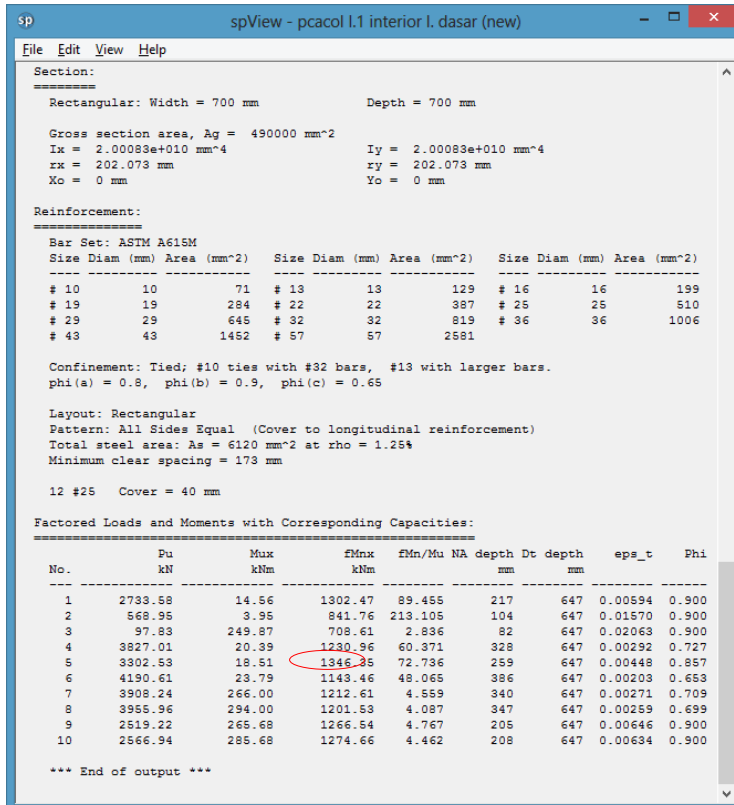 sp spView - pcacol l.1 interior l. dasar (new)
File Edit View Help
Section:
========
Rectangular: Width = 700 mm Depth = 700 mm
Gross section area, Ag = 490000 mm^2
Ix = 2.00083e+010 mm^4 Iy = 2.00083e+010 mm^4
rx = 202.073 mm ry = 202.073 mm
Xo = 0 mm Yo = 0 mm
Reinforcement:
==============
Bar Set: ASTM A615M
Size Diam (mm) Area (mm^2) Size Diam (mm) Area (mm^2) Size Diam (mm) Area (mm^2)
---- --------- ----------- ---- --------- ----------- ---- --------- -----------
# 10 10 71 # 13 13 129 # 16 16 199
# 19 19 284 # 22 22 387 # 25 25 510
# 29 29 645 # 32 32 819 # 36 36 1006
# 43 43 1452 # 57 57 2581
Confinement: Tied; #10 ties with #32 bars, #13 with larger bars.
phi(a) = 0.8, phi(b) = 0.9, phi(c) = 0.65
Layout: Rectangular
Pattern: All Sides Equal (Cover to longitudinal reinforcement)
Total steel area: As = 6120 mm^2 at rho = 1.25%
Minimum clear spacing = 173 mm
12 #25 Cover = 40 mm
Factored Loads and Moments with Corresponding Capacities:
=========================================================
Pu Mux fMnx fMn/Mu NA depth Dt depth eps_t Phi
No. kN kNm kNm mm mm
--- ------------ ------------ ------------ -------- -------- -------- -------- ------
1 2733.58 14.56 1302.47 89.455 217 647 0.00594 0.900
2 568.95 3.95 841.76 213.105 104 647 0.01570 0.900
3 97.83 249.87 708.61 2.836 82 647 0.02063 0.900
4 3827.01 20.39 1230.96 60.371 328 647 0.00292 0.727
5 3302.53 18.51 1346.35 72.736 259 647 0.00448 0.857
6 4190.61 23.79 1143.46 48.065 386 647 0.00203 0.653
7 3908.24 266.00 1212.61 4.559 340 647 0.00271 0.709
8 3955.96 294.00 1201.53 4.087 347 647 0.00259 0.699
9 2519.22 265.68 1266.54 4.767 205 647 0.00646 0.900
10 2566.94 285.68 1274.66 4.462 208 647 0.00634 0.900
*** End of output ***